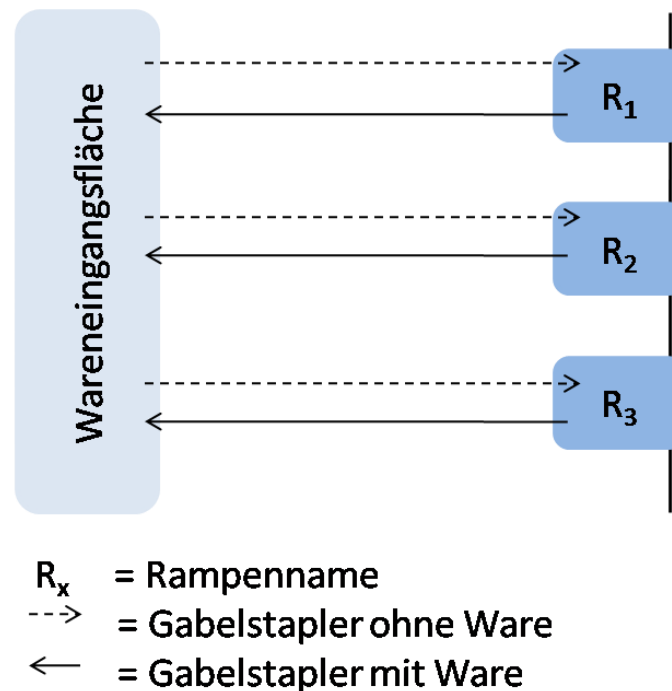 Wareneingangsfläche
R1
R2
R3
Rx = Rampenname
= Gabelstapler ohne Ware
= Gabelstapler mit Ware